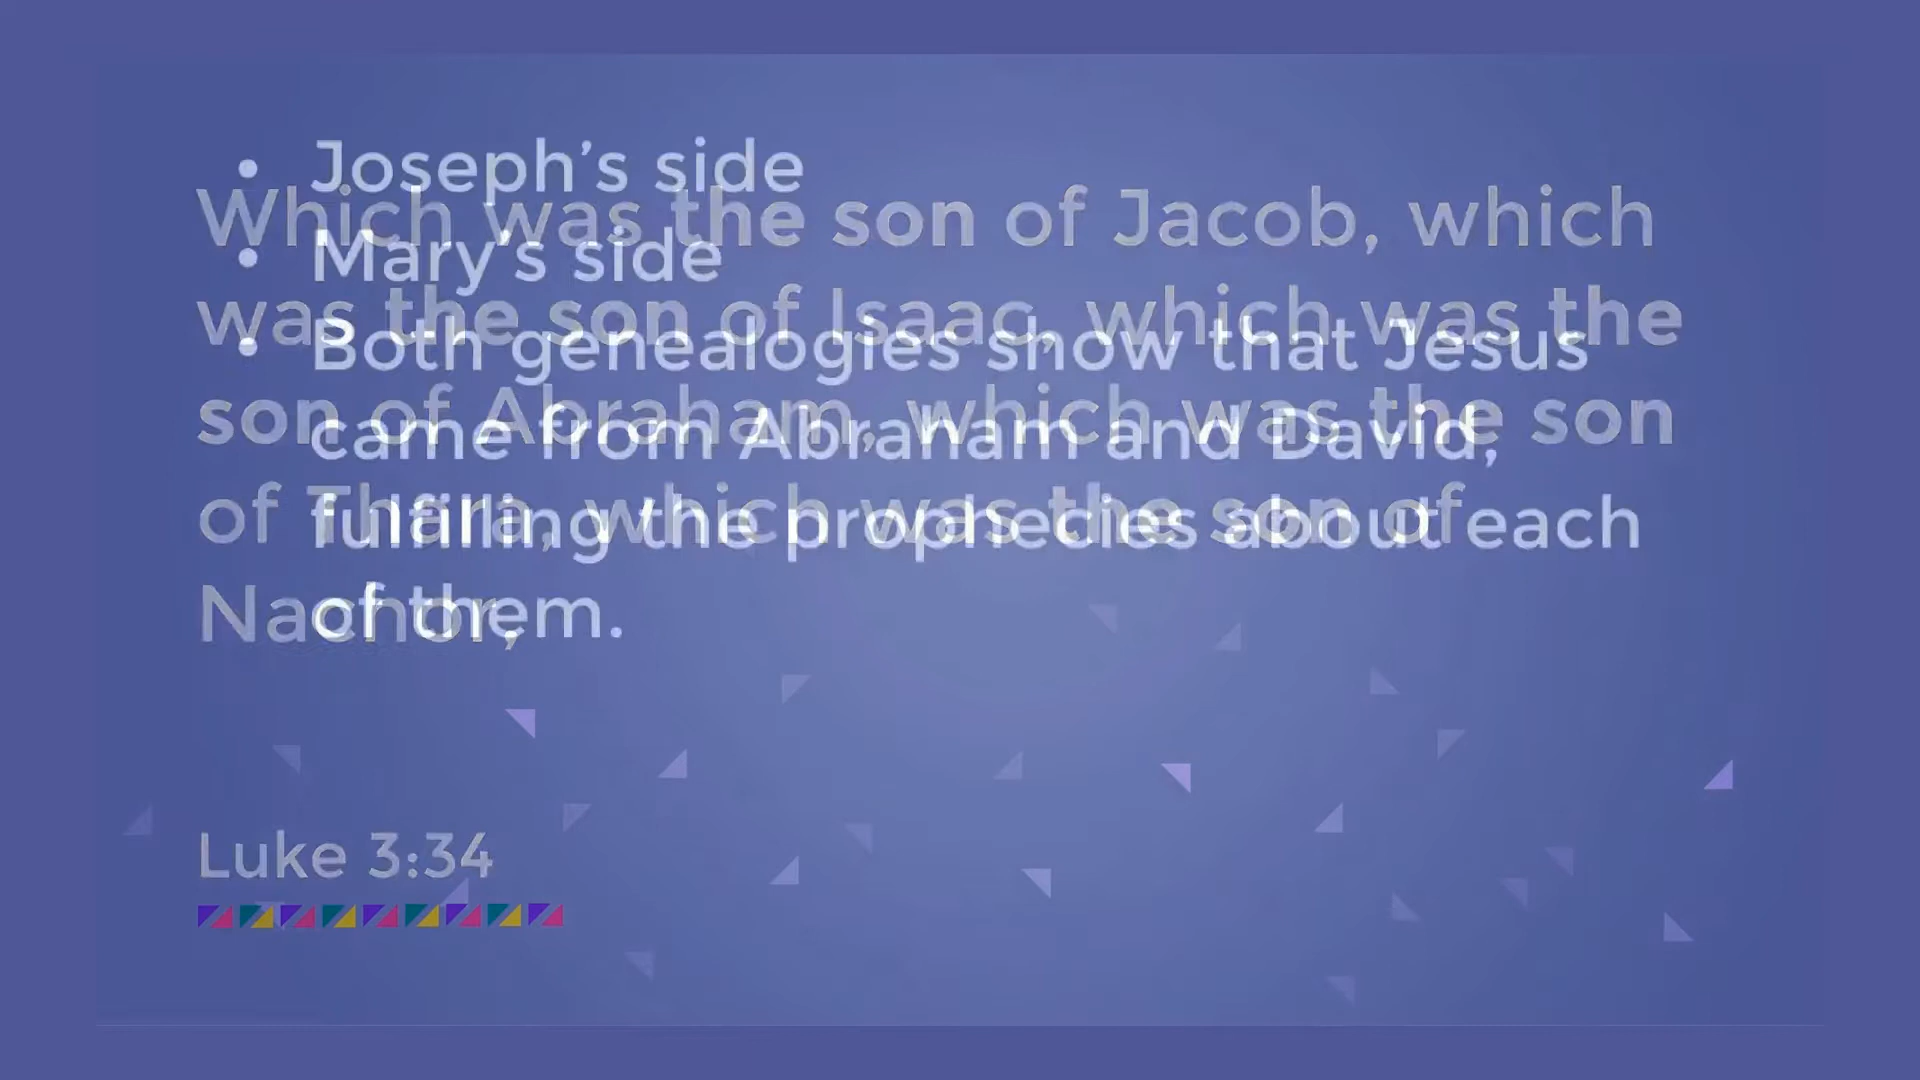 Joseph’s side
Mary’s side
Both genealogies show that Jesus
came from Abraham and David,
fulfilling the prophecies about each
of them.
Which was the son of Jacob, which
was the son of Isaac, which was the
son of Abraham, which was the son
of Thara, which was the son of
Nachor,
Luke 3:34